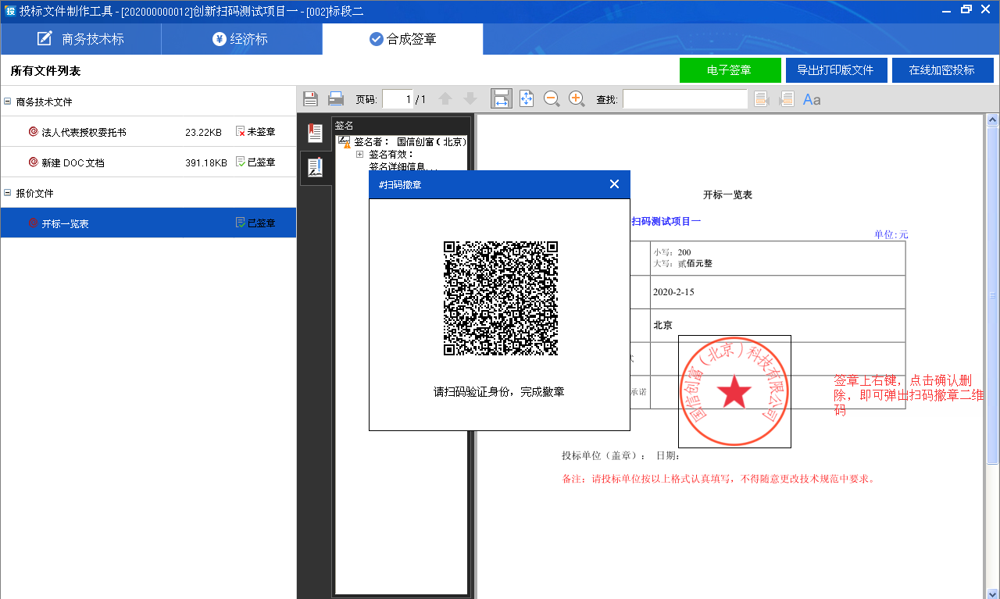 投标文件制作工具 - [202000000012]创新扫码测试项目一 - [002]标段二
商务技术标
经济标
合成签章
所有文件列表
电子签章
导出打印版文件
在线加密投标
商务技术文件
法人代表授权委托书 23.22KB 未签章
新建 DOC 文档 391.18KB 已签章
报价文件
开标一览表 已签章
页码: 1 / 1
查找:
Aa
签名
签名者： 国信创富（北京）
签名有效：
签名详细信息...
#扫码撤章
请扫码验证身份，完成撤章
开标一览表
扫码测试项目一
单位:元
小写：200
大写：贰佰元整
2020-2-15
北京
承诺
国信创富（北京）科技有限公司
签章上右键，点击确认删
除，即可弹出扫码撤章二维
码
投标单位（盖章）： 日期：
备注：请投标单位按以上格式认真填写，不得随意更改技术规范中要求。